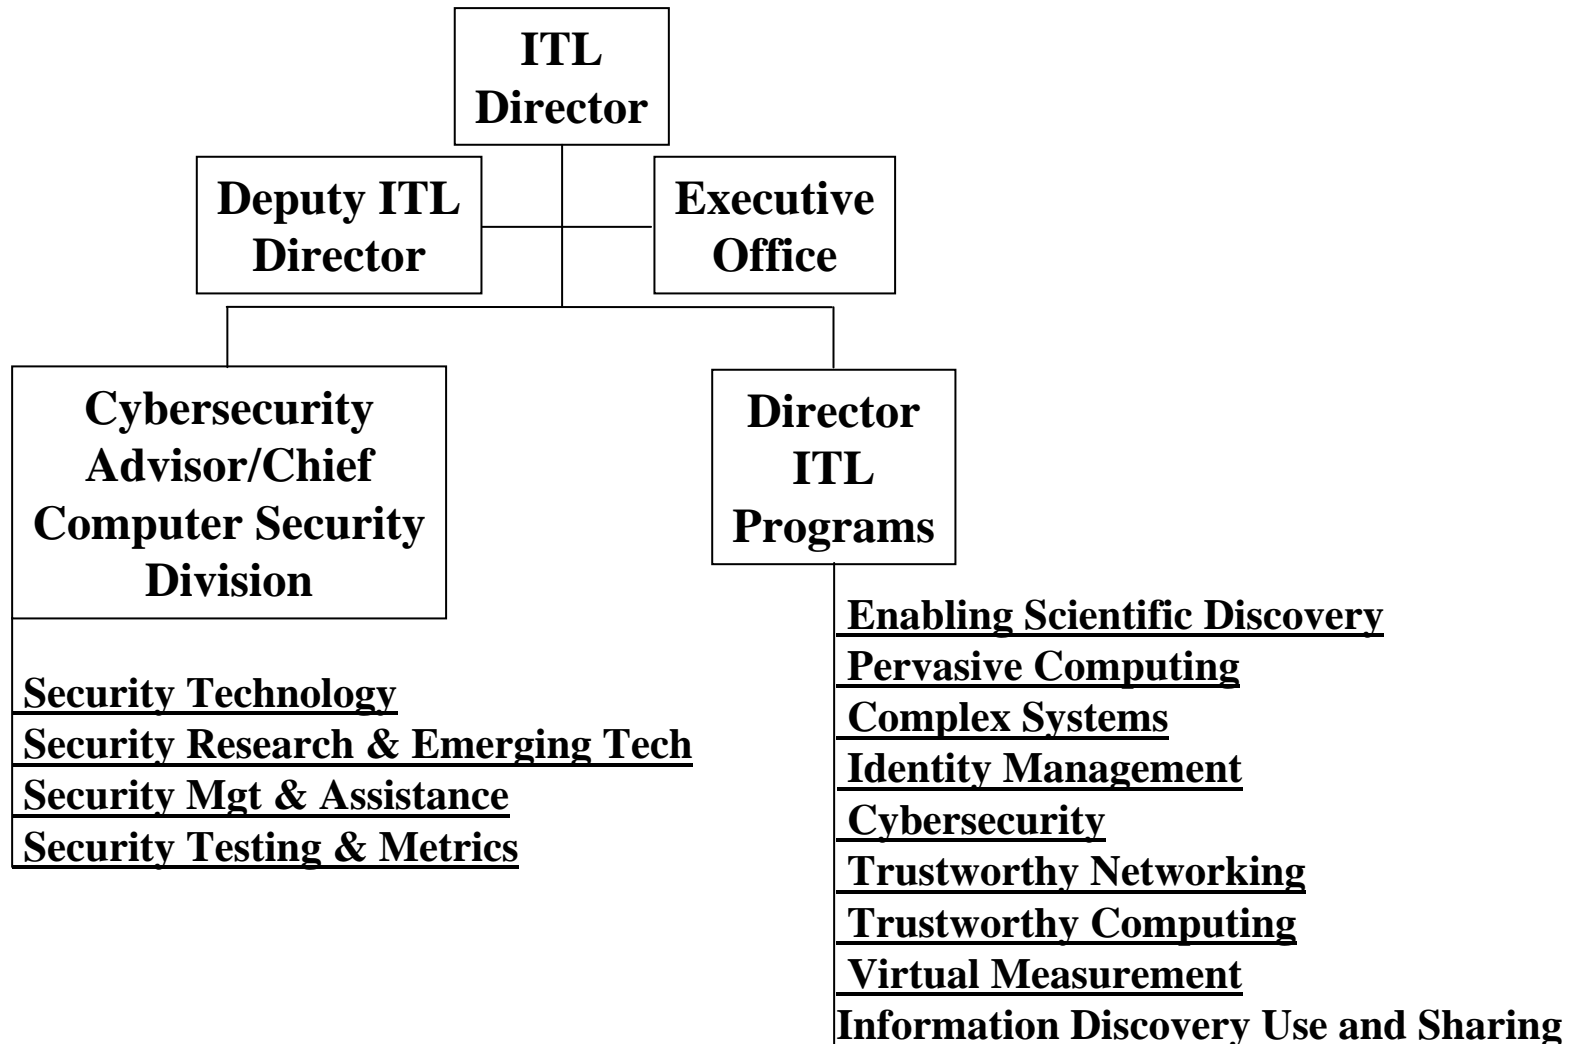 ITL
Director
Deputy ITL
Director
Executive
Office
Cybersecurity
Advisor/Chief
Computer Security
Division
Director
ITL
Programs
Security Technology
Security Research & Emerging Tech
Security Mgt & Assistance
Security Testing & Metrics
Enabling Scientific Discovery
Pervasive Computing
Complex Systems
Identity Management
Cybersecurity
Trustworthy Networking
Trustworthy Computing
Virtual Measurement
Information Discovery Use and Sharing